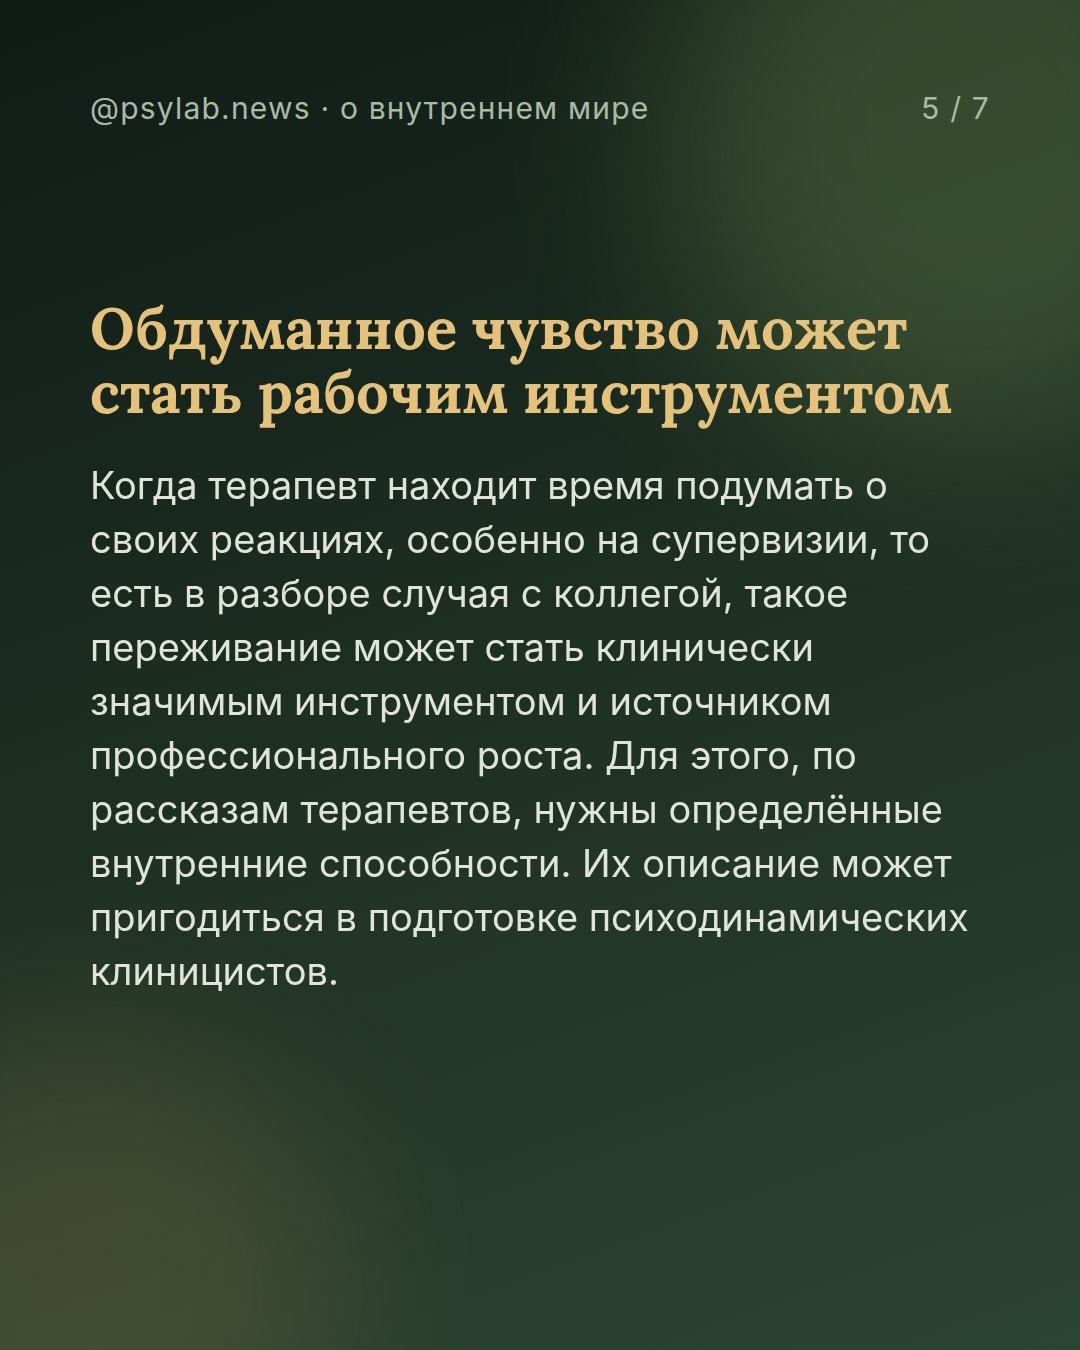 @psylab.news · о внутреннем мире
5 / 7
Обдуманное чувство может
стать рабочим инструментом
Когда терапевт находит время подумать о
своих реакциях, особенно на супервизии, то
есть в разборе случая с коллегой, такое
переживание может стать клинически
значимым инструментом и источником
профессионального роста. Для этого, по
рассказам терапевтов, нужны определённые
внутренние способности. Их описание может
пригодиться в подготовке психодинамических
клиницистов.